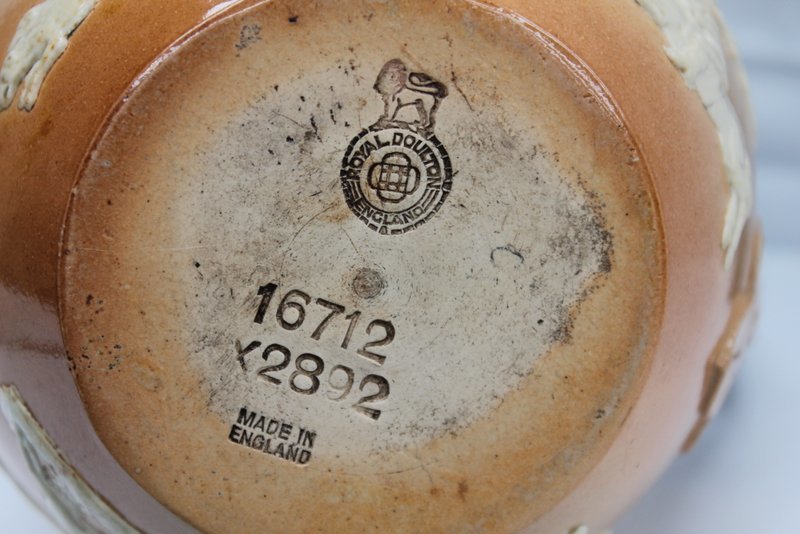 ROYAL DOULTON
ENGLAND
16712
X2892
MADE IN
ENGLAND